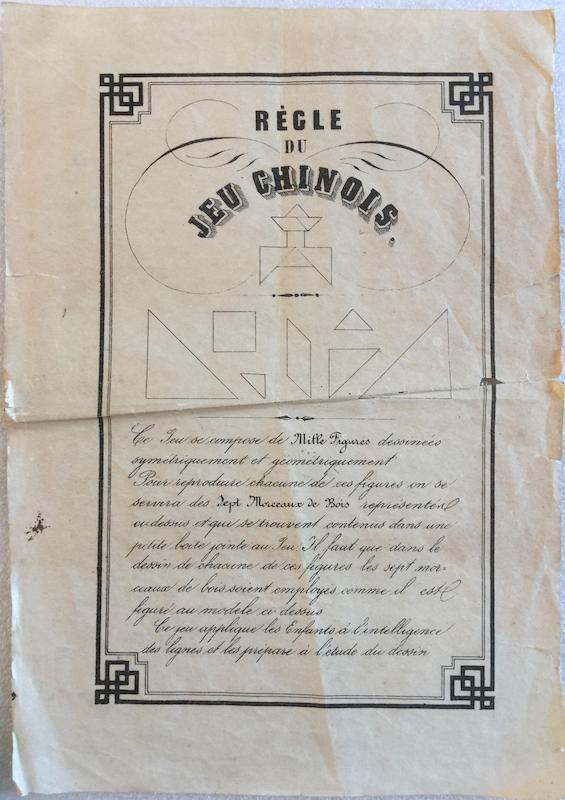 RÈGLE
DU
JEU CHINOIS.
Ce Jeu se compose de Mille Figures dessinées
symétriquement et géométriquement
Pour reproduire chacune de ces figures on se
servira des Sept Morceaux de Bois représentés
ci-dessus et qui se trouvent contenus dans une
petite boite jointe au Jeu. Il faut que dans le
dessin de chacune de ces figures les sept mor-
ceaux de bois soient employés comme il est
figuré au modèle ci dessus
Ce jeu applique les Enfants à l'intelligence
des lignes et les prépare à l'étude du dessin